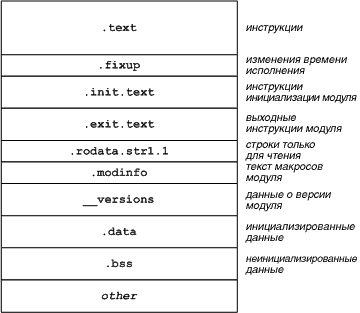 .text инструкции
.fixup изменения времени
исполнения
.init.text инструкции
инициализации модуля
.exit.text выходные
инструкции модуля
.rodata.str1.1 строки только
для чтения
.modinfo текст макросов
модуля
__versions данные о версии
модуля
.data инициализированные
данные
.bss неинициализированные
данные
other